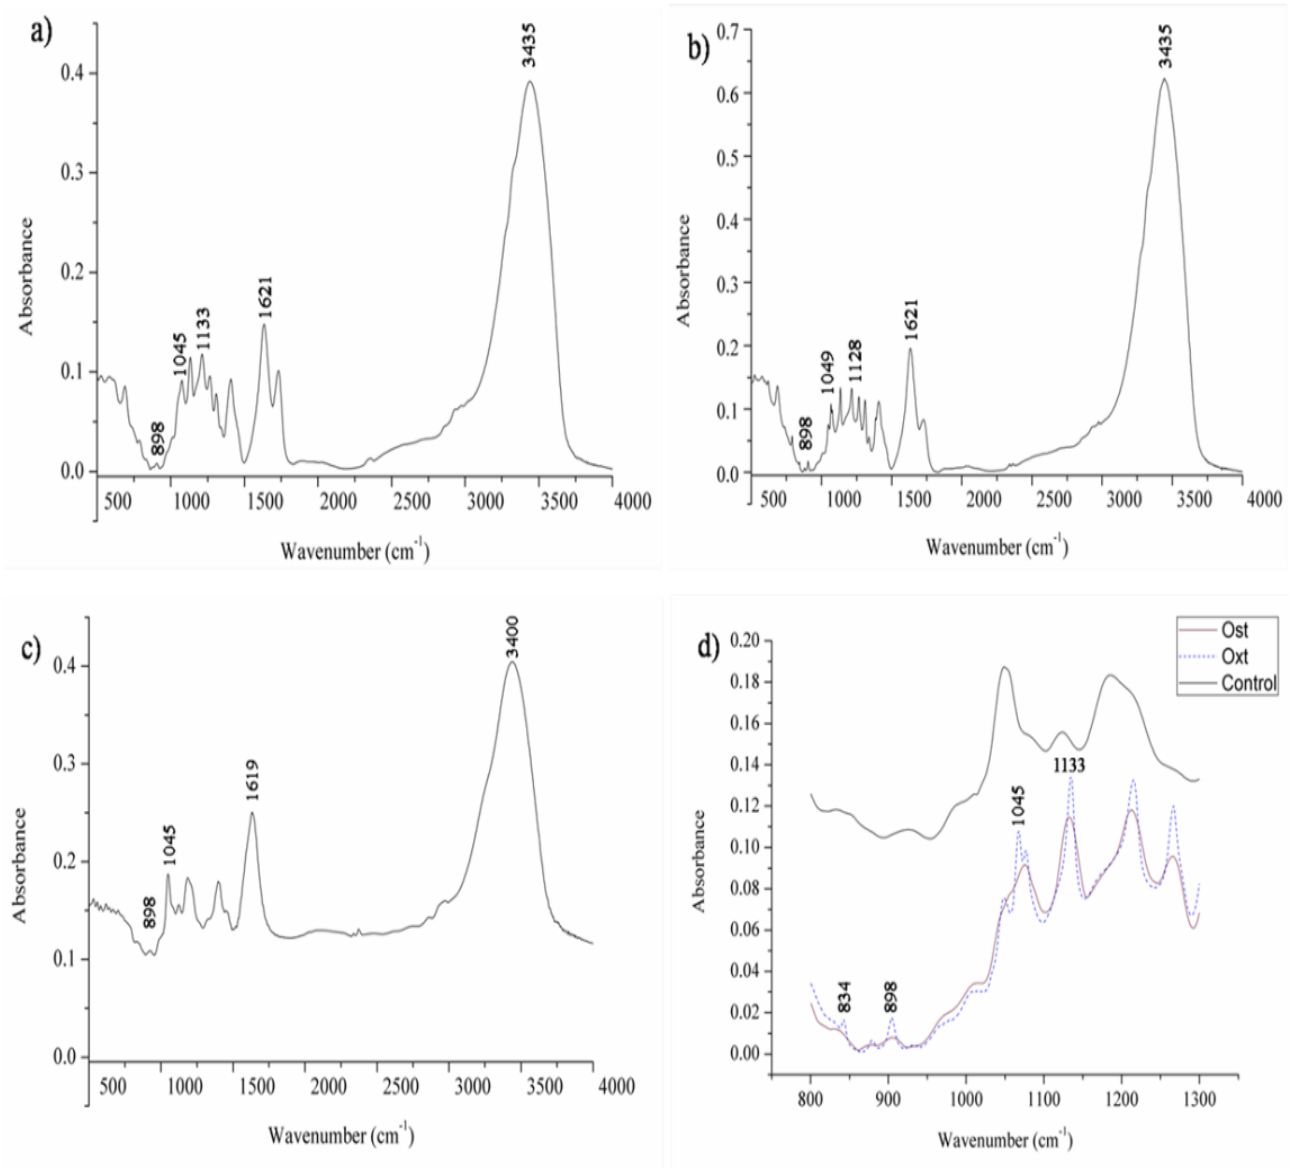 a)
0.4
0.3
0.2
0.1
0.0
Absorbance
898
1045
1133
1621
3435
500 1000 1500 2000 2500 3000 3500 4000
Wavenumber (cm⁻¹)
b)
0.7
0.6
0.5
0.4
0.3
0.2
0.1
0.0
Absorbance
898
1049
1128
1621
3435
500 1000 1500 2000 2500 3000 3500 4000
Wavenumber (cm⁻¹)
c)
0.4
0.3
0.2
0.1
0.0
Absorbance
898
1045
1619
3400
500 1000 1500 2000 2500 3000 3500 4000
Wavenumber (cm⁻¹)
d)
Ost
Oxt
Control
0.20
0.18
0.16
0.14
0.12
0.10
0.08
0.06
0.04
0.02
0.00
Absorbance
834
898
1045
1133
800 900 1000 1100 1200 1300
Wavenumber (cm⁻¹)